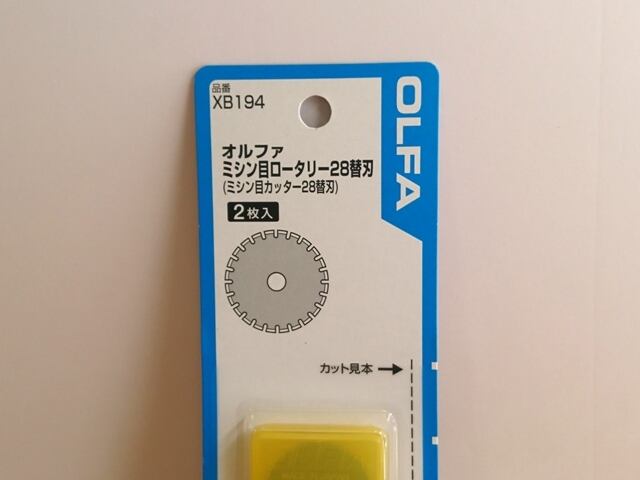 品番
XB194
OLFA
オルファ
ミシン目ロータリー28替刃
(ミシン目カッター28替刃)
2枚入
カット見本